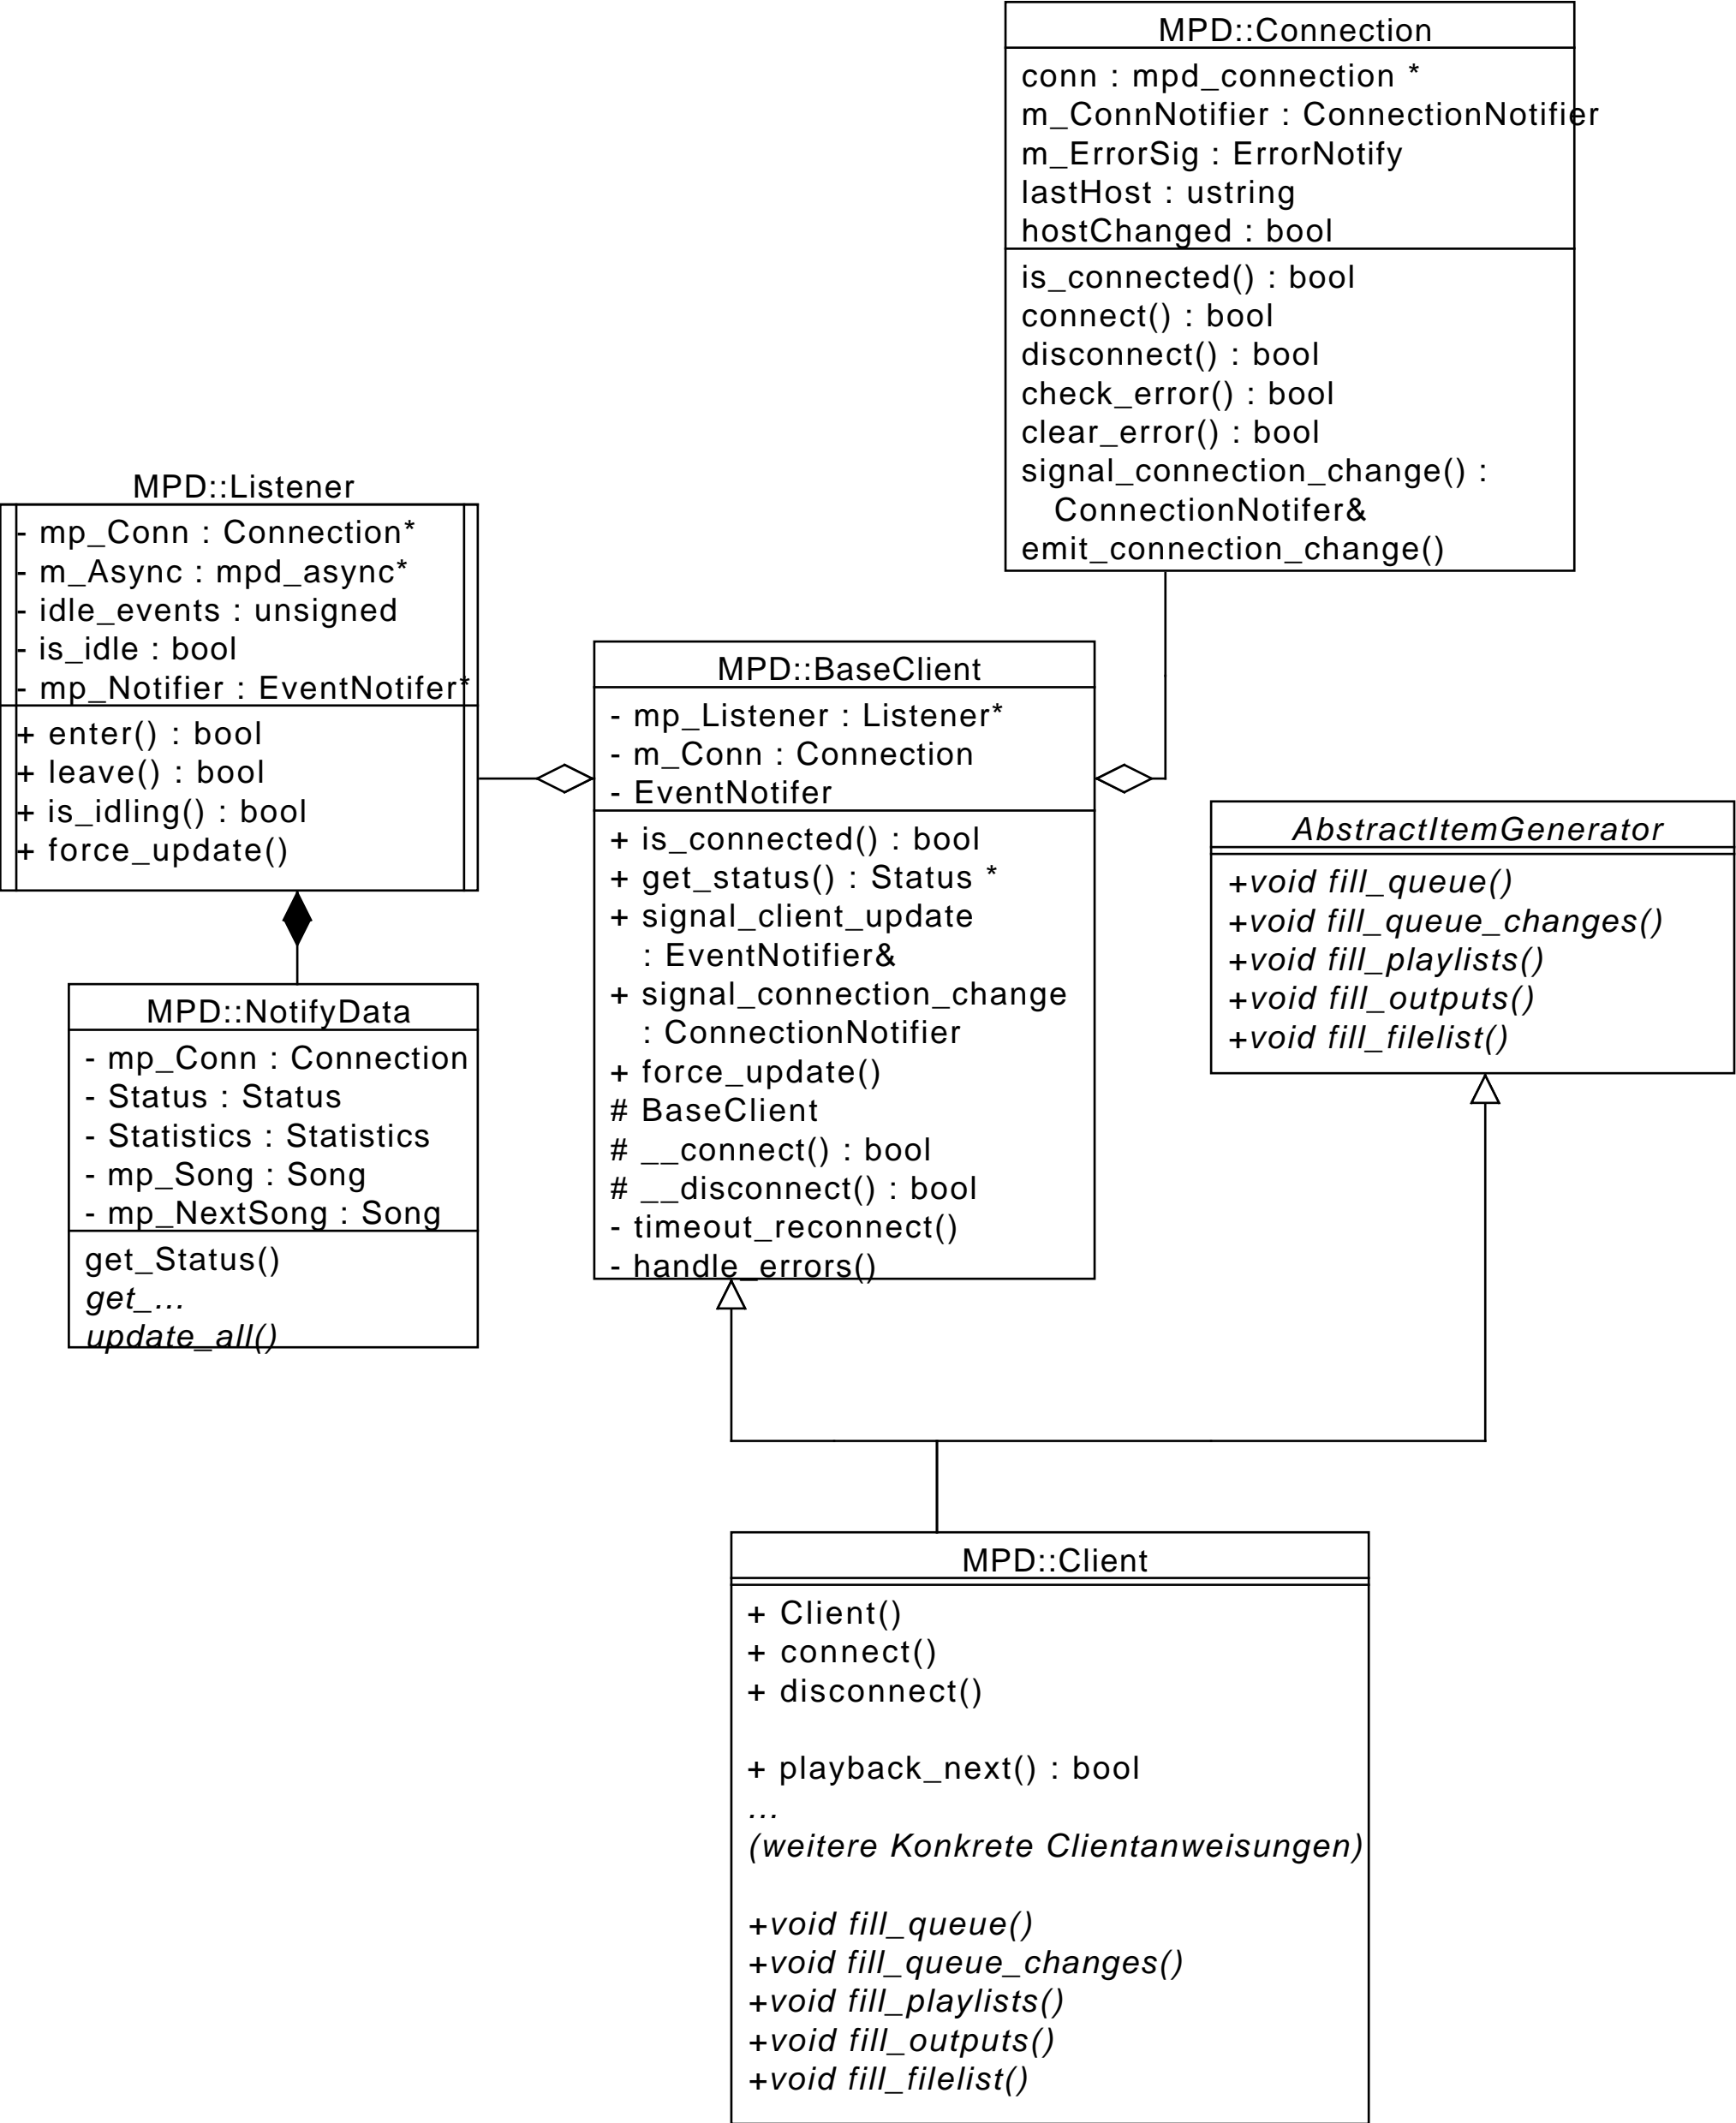 MPD::Connection
conn : mpd_connection *
m_ConnNotifier : ConnectionNotifier
m_ErrorSig : ErrorNotify
lastHost : ustring
hostChanged : bool
is_connected() : bool
connect() : bool
disconnect() : bool
check_error() : bool
clear_error() : bool
signal_connection_change() :
ConnectionNotifer&
emit_connection_change()
MPD::Listener
- mp_Conn : Connection*
- m_Async : mpd_async*
- idle_events : unsigned
- is_idle : bool
- mp_Notifier : EventNotifer*
+ enter() : bool
+ leave() : bool
+ is_idling() : bool
+ force_update()
MPD::BaseClient
- mp_Listener : Listener*
- m_Conn : Connection
- EventNotifer
+ is_connected() : bool
+ get_status() : Status *
+ signal_client_update
: EventNotifier&
+ signal_connection_change
: ConnectionNotifier
+ force_update()
# BaseClient
# __connect() : bool
# __disconnect() : bool
- timeout_reconnect()
- handle_errors()
AbstractItemGenerator
+void fill_queue()
+void fill_queue_changes()
+void fill_playlists()
+void fill_outputs()
+void fill_filelist()
MPD::NotifyData
- mp_Conn : Connection
- Status : Status
- Statistics : Statistics
- mp_Song : Song
- mp_NextSong : Song
get_Status()
get_...
update_all()
MPD::Client
+ Client()
+ connect()
+ disconnect()
+ playback_next() : bool
...
(weitere Konkrete Clientanweisungen)
+void fill_queue()
+void fill_queue_changes()
+void fill_playlists()
+void fill_outputs()
+void fill_filelist()